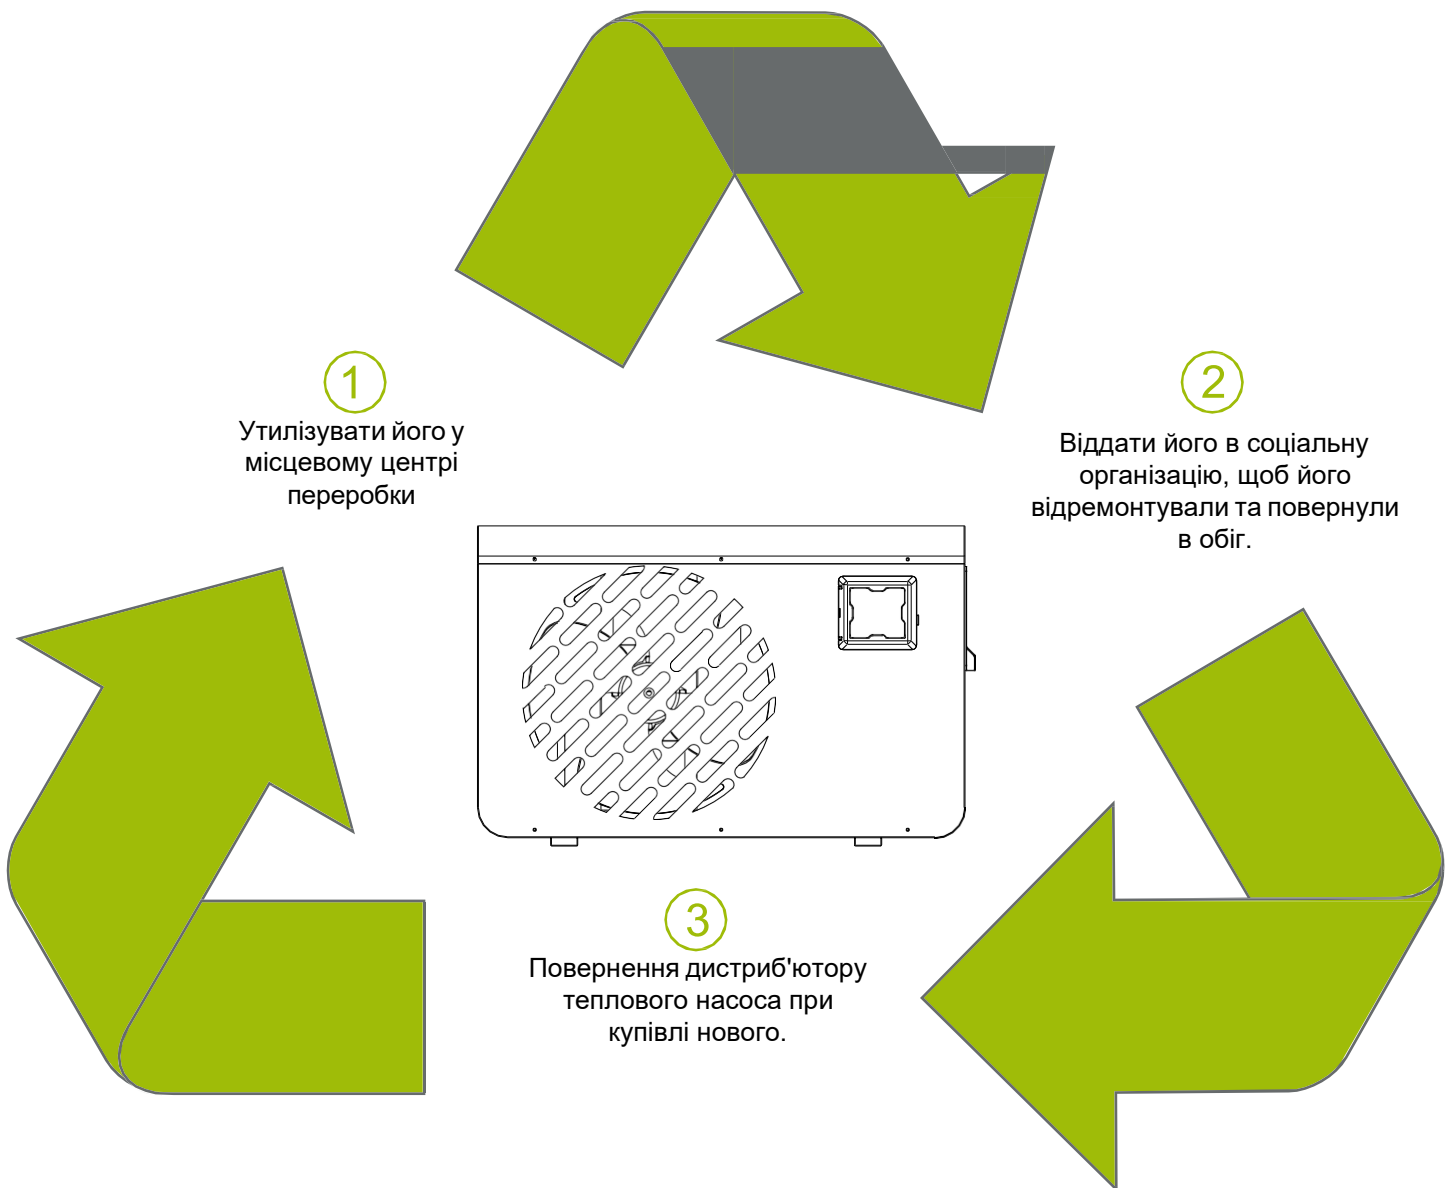 1
Утилізувати його у
місцевому центрі
переробки
2
Віддати його в соціальну
організацію, щоб його
відремонтували та повернули
в обіг.
3
Повернення дистриб'ютору
теплового насоса при
купівлі нового.